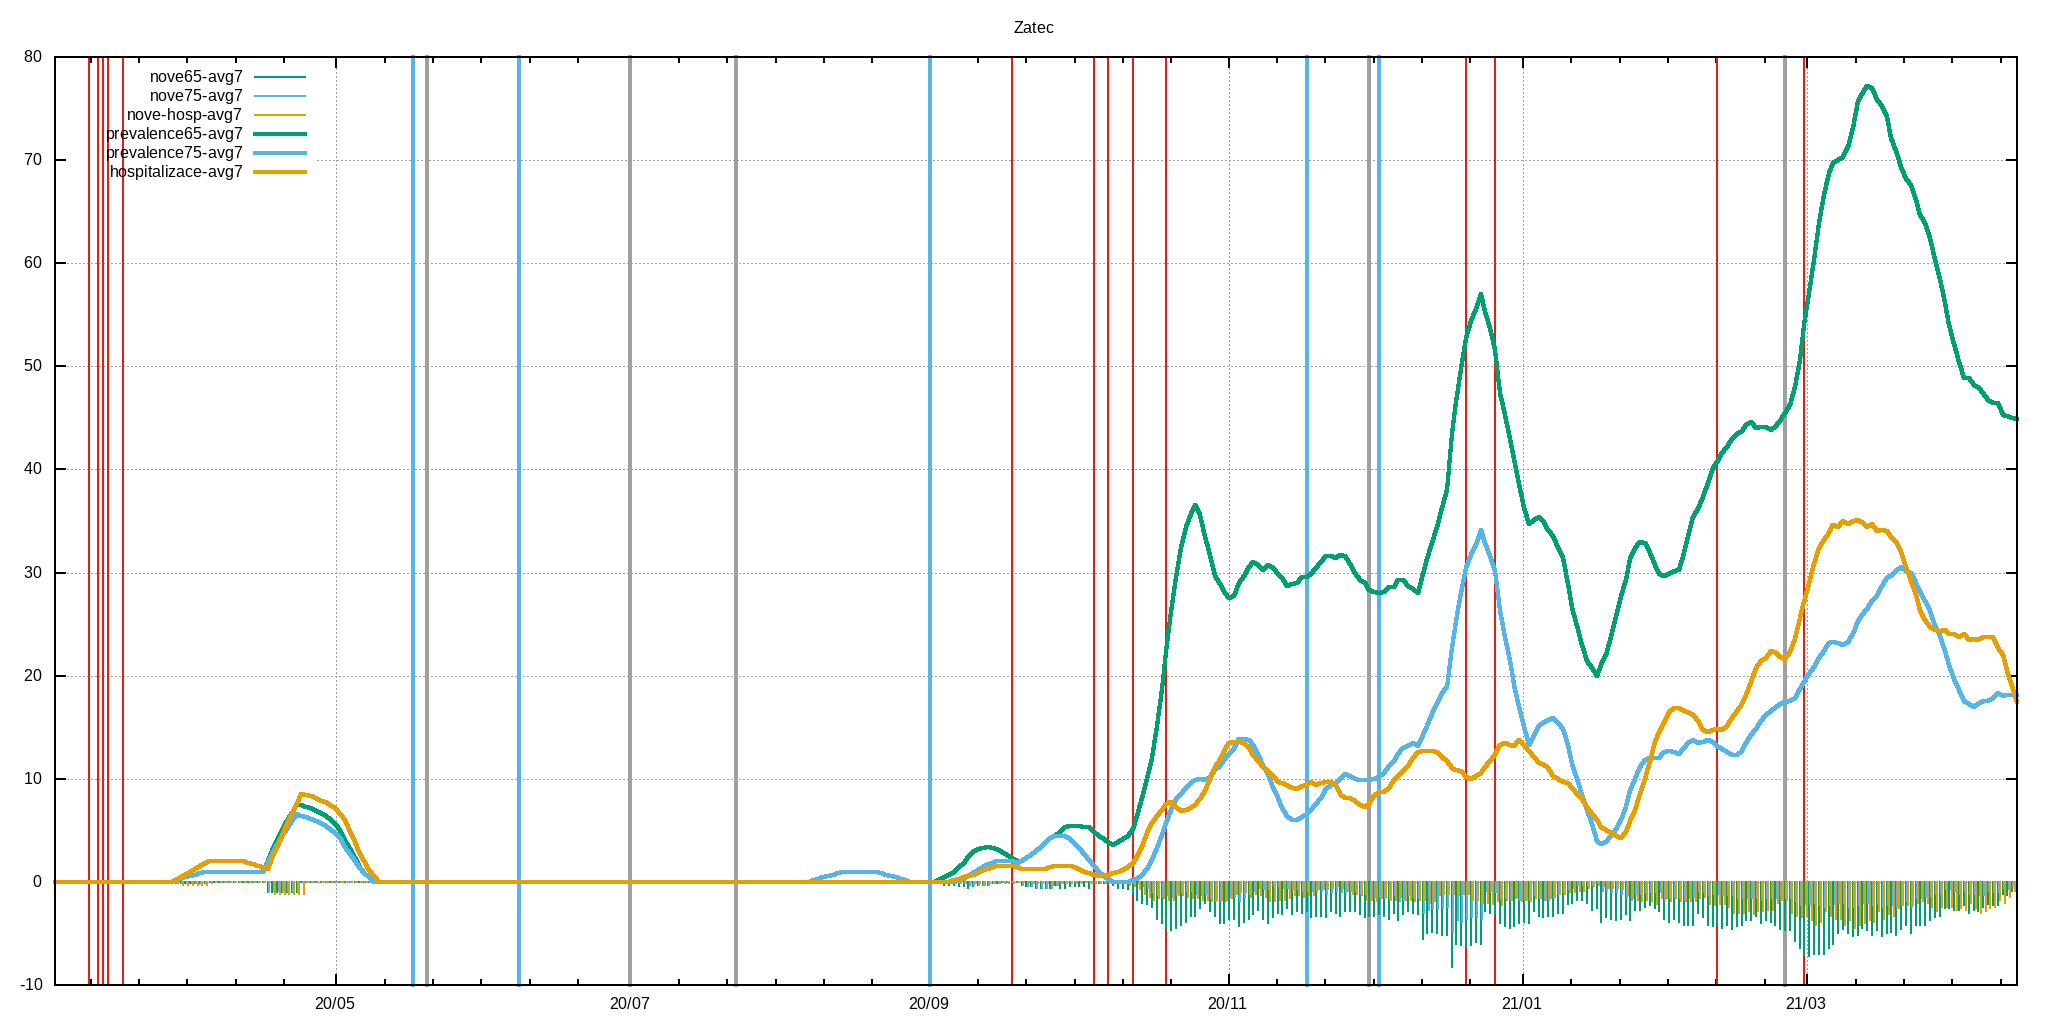 Zatec
80
70
60
50
40
30
20
10
0
-10
nove65-avg7
nove75-avg7
nove-hosp-avg7
prevalence65-avg7
prevalence75-avg7
hospitalizace-avg7
20/05
20/07
20/09
20/11
21/01
21/03